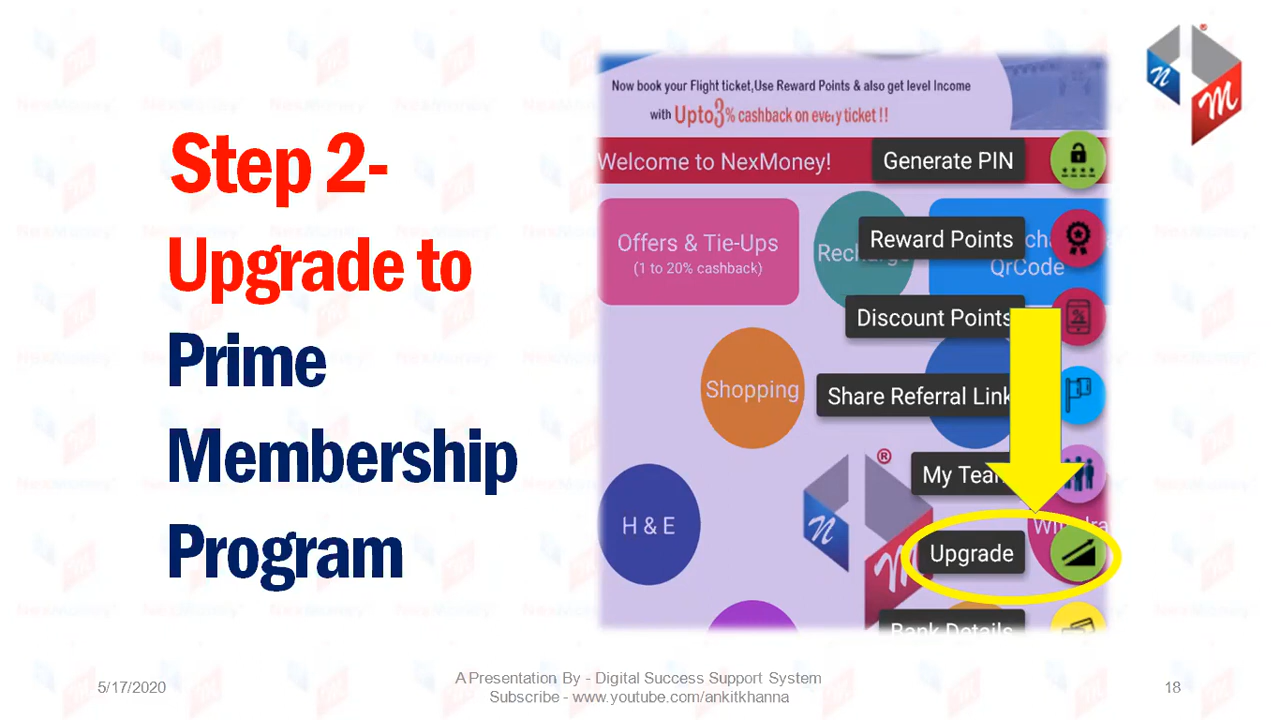 Step 2-
Upgrade to
Prime
Membership
Program
Now book your Flight ticket,Use Reward Points & also get level Income
with Upto3% cashback on every ticket !!
Welcome to NexMoney!
Generate PIN
Offers & Tie-Ups
(1 to 20% cashback)
Reward Points
QrCode
Discount Points
Shopping
Share Referral Link
My Team
H & E
Upgrade
Bank Details
n
M
®
5/17/2020
A Presentation By - Digital Success Support System
Subscribe - www.youtube.com/ankitkhanna
18